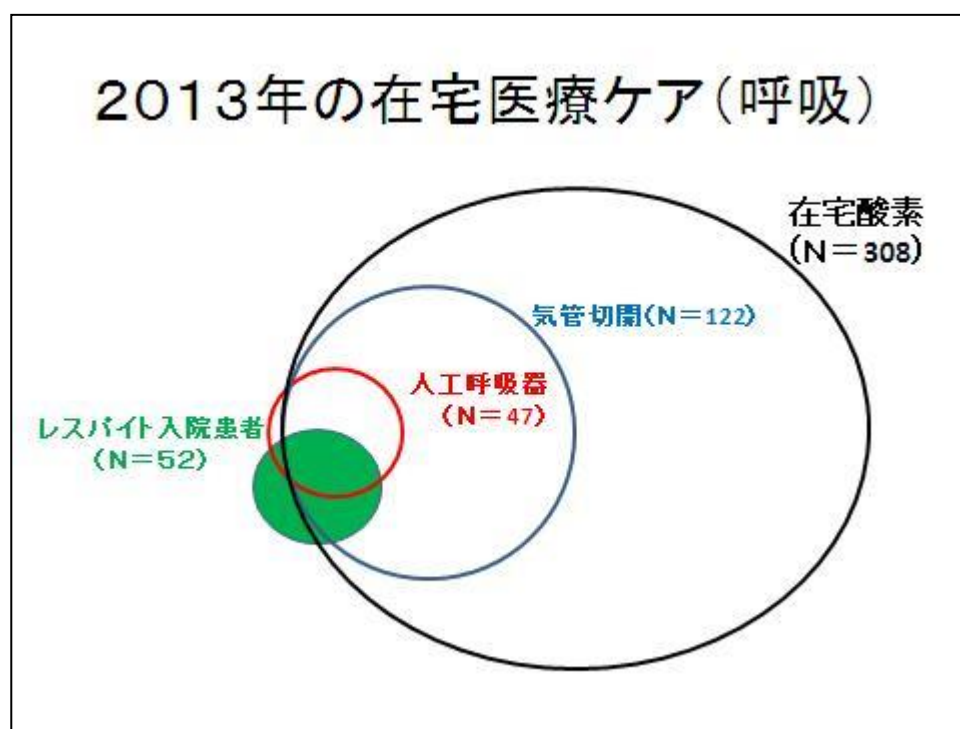 2013年の在宅医療ケア(呼吸)
在宅酸素
(N=308)
気管切開(N=122)
人工呼吸器
(N=47)
レスパイト入院患者
(N=52)